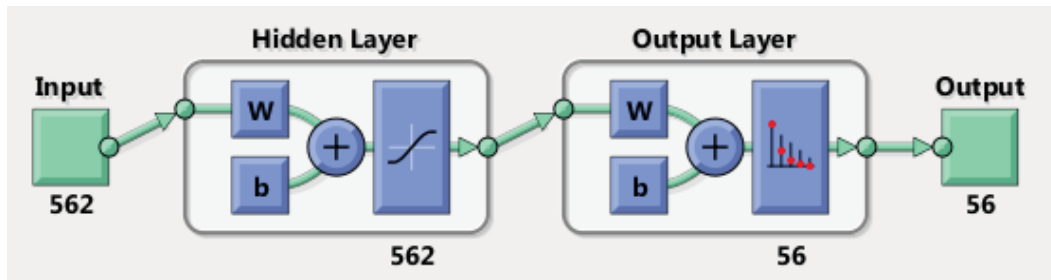 Hidden Layer
Output Layer
Input
Output
W
W
+
+
b
b
562
56
562
56